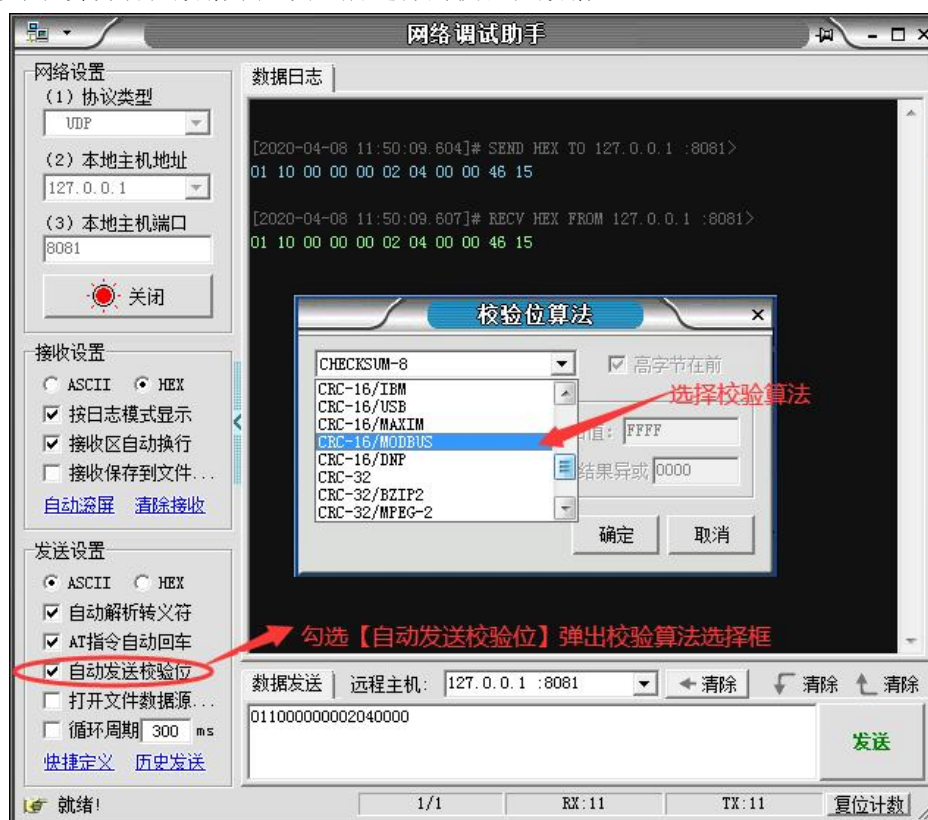 网络调试助手
网络设置
(1) 协议类型
UDP
(2) 本地主机地址
127.0.0.1
(3) 本地主机端口
8081
关闭
接收设置
ASCII HEX
按日志模式显示
接收区自动换行
接收保存到文件...
自动滚屏 清除接收
发送设置
ASCII HEX
自动解析转义符
AT指令自动回车
自动发送校验位
打开文件数据源...
循环周期 300 ms
快捷定义 历史发送
数据日志
[2020-04-08 11:50:09.604]# SEND HEX TO 127.0.0.1 :8081>
01 10 00 00 00 02 04 00 00 46 15
[2020-04-08 11:50:09.607]# RECV HEX FROM 127.0.0.1 :8081>
01 10 00 00 00 02 04 00 00 46 15
校验位算法
CHECKSUM-8
高字节在前
CRC-16/IBM
CRC-16/USB
CRC-16/MAXIM
CRC-16/MODBUS
CRC-16/DNP
CRC-32
CRC-32/BZIP2
CRC-32/MPEG-2
选择校验算法
值: FFFF
结果异或 0000
确定 取消
勾选【自动发送校验位】弹出校验算法选择框
数据发送 远程主机: 127.0.0.1 :8081 清除 清除 清除
011000000002040000
发送
就绪! 1/1 RX:11 TX:11 复位计数